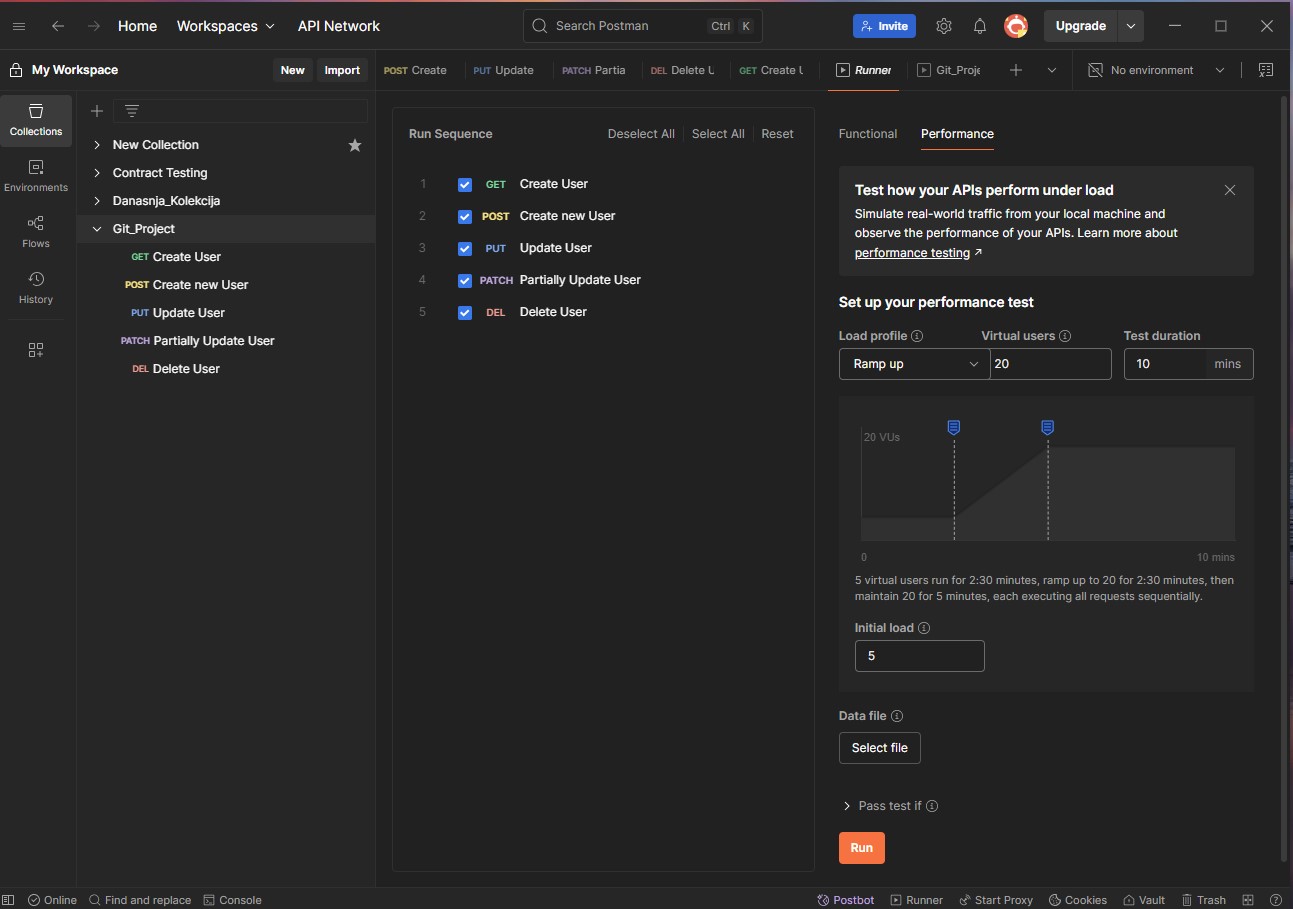 Home
Workspaces
API Network
Search Postman
Ctrl
K
Invite
Upgrade
My Workspace
New
Import
POST Create
PUT Update
PATCH Partia
DEL Delete U
GET Create U
Runner
Git_Proje
No environment
Collections
Environments
Flows
History
New Collection
Contract Testing
Danasnja_Kolekcija
Git_Project
GET Create User
POST Create new User
PUT Update User
PATCH Partially Update User
DEL Delete User
Run Sequence
Deselect All
Select All
Reset
1 GET Create User
2 POST Create new User
3 PUT Update User
4 PATCH Partially Update User
5 DEL Delete User
Functional
Performance
Test how your APIs perform under load
Simulate real-world traffic from your local machine and
observe the performance of your APIs. Learn more about
performance testing ↗
Set up your performance test
Load profile
Virtual users
Test duration
Ramp up
20
10 mins
20 VUs
0
10 mins
5 virtual users run for 2:30 minutes, ramp up to 20 for 2:30 minutes, then
maintain 20 for 5 minutes, each executing all requests sequentially.
Initial load
5
Data file
Select file
Pass test if
Run
Online
Find and replace
Console
Postbot
Runner
Start Proxy
Cookies
Vault
Trash